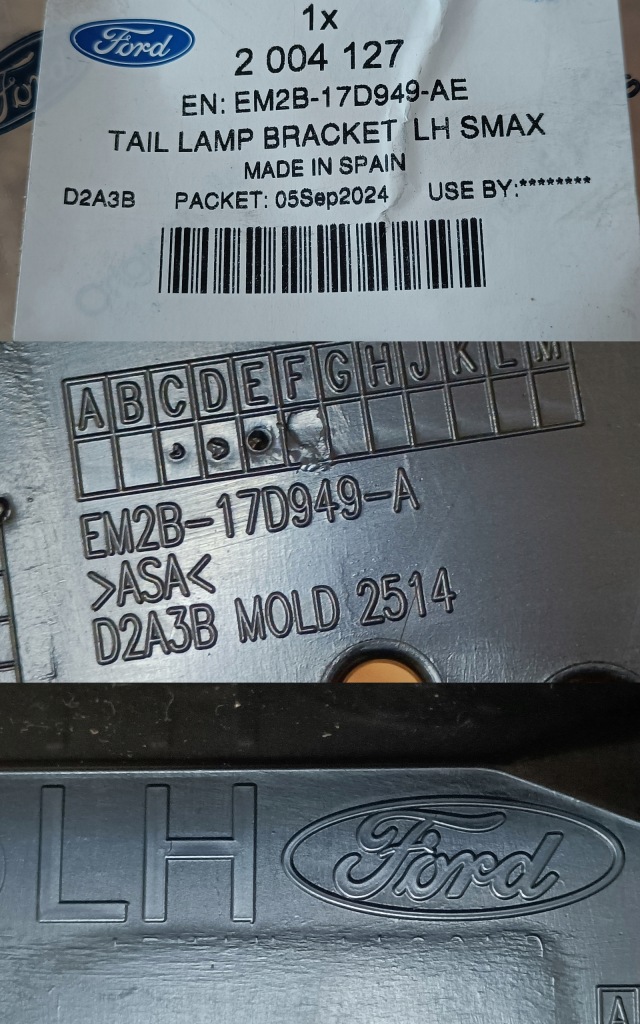 1x
Ford
2 004 127
EN: EM2B-17D949-AE
TAIL LAMP BRACKET LH SMAX
MADE IN SPAIN
D2A3B PACKET: 05Sep2024 USE BY:********
A B C D E F G H J K L M
EM2B-17D949-A
>ASA<
D2A3B MOLD 2514
LH Ford
A